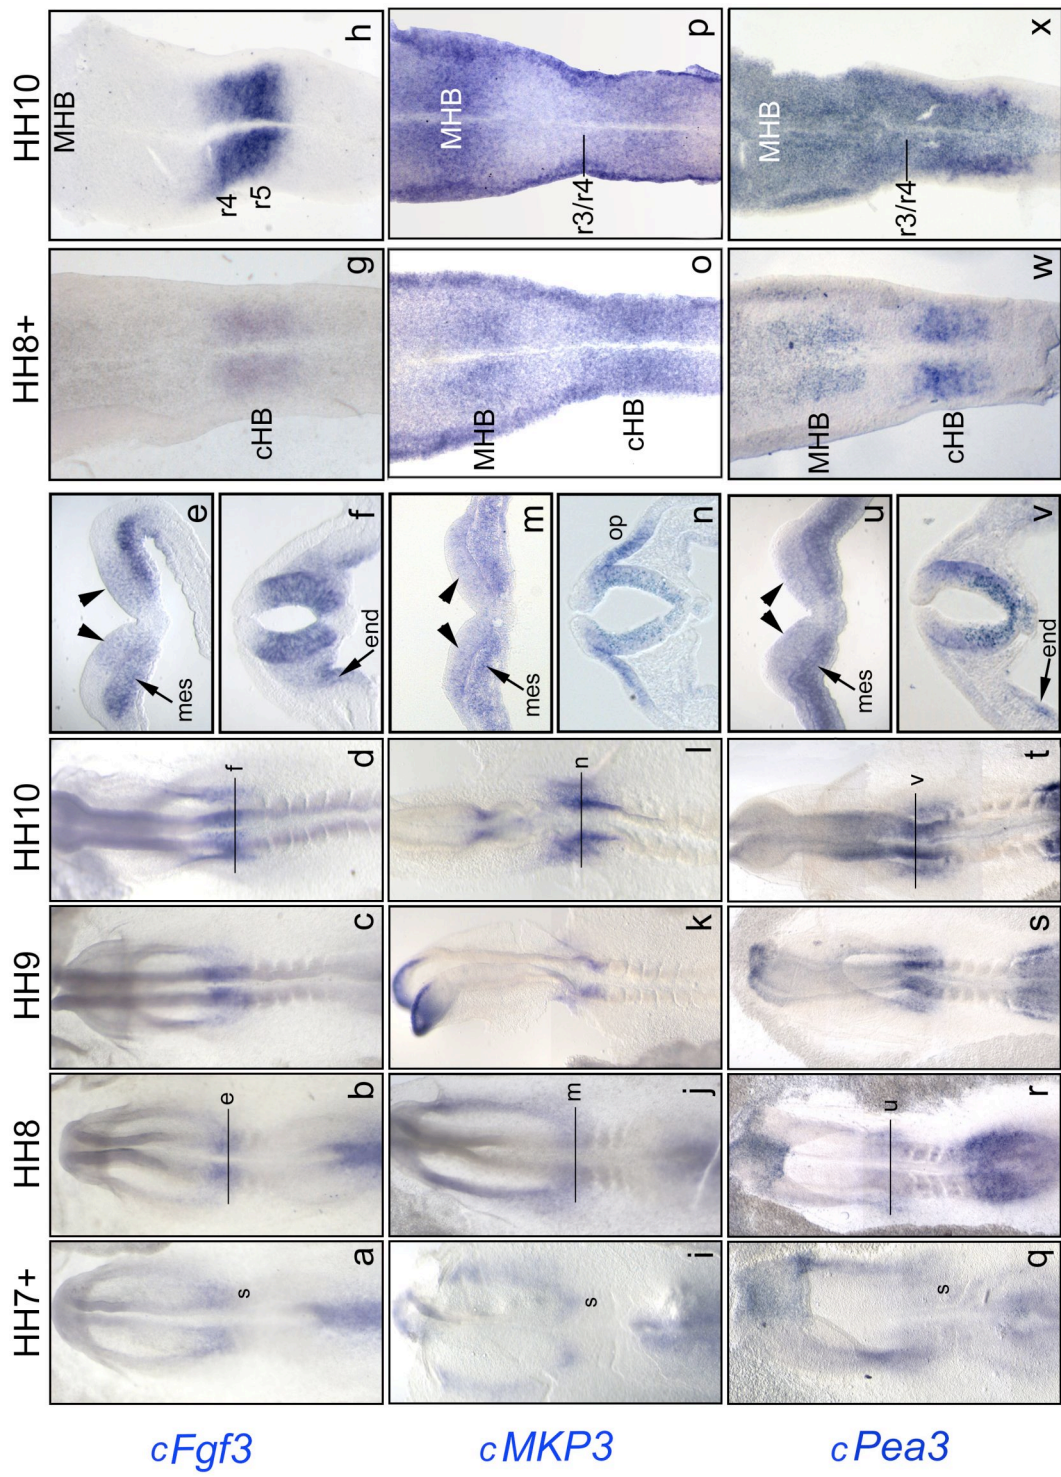 HH7+
HH8
HH9
HH10
HH8+
HH10
cFgf3
s
a
e
b
c
f
d
mes
e
end
f
cHB
g
MHB
r4
r5
h
cMKP3
s
i
m
j
k
n
l
mes
m
op
n
MHB
cHB
o
MHB
r3/r4
p
cPea3
s
q
u
r
s
v
t
mes
u
end
v
MHB
cHB
w
MHB
r3/r4
x